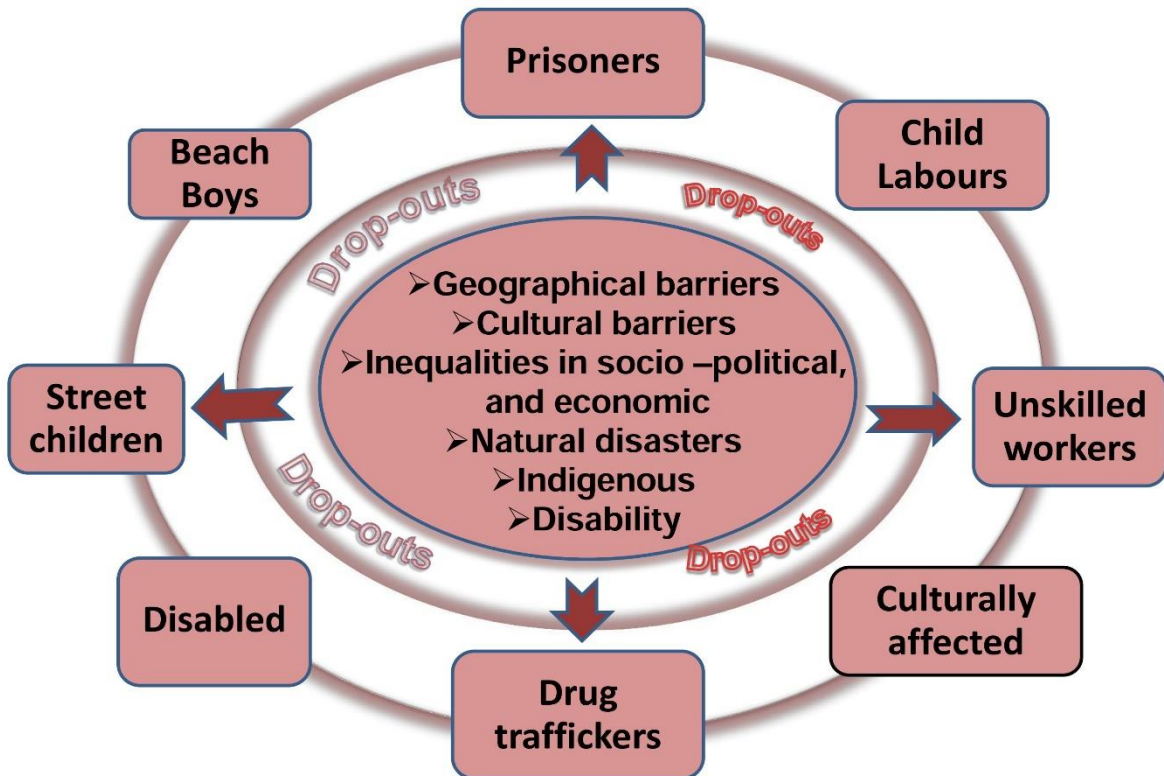 Prisoners
Beach
Boys
Child
Labours
Drop-outs
Drop-outs
➢Geographical barriers
➢Cultural barriers
➢Inequalities in socio –political,
and economic
➢Natural disasters
➢Indigenous
➢Disability
Street
children
Unskilled
workers
Drop-outs
Drop-outs
Disabled
Culturally
affected
Drug
traffickers